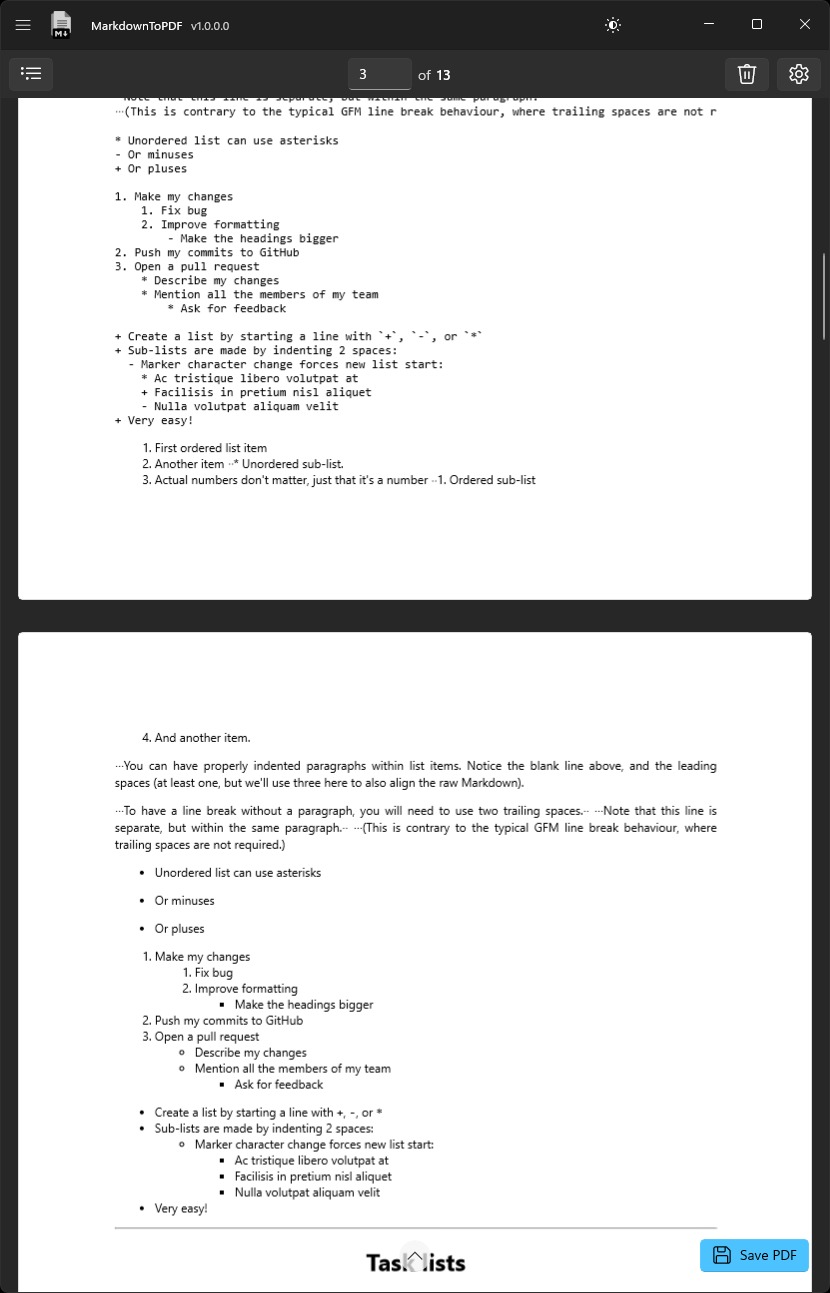 M↓ MarkdownToPDF v1.0.0.0
3 of 13
Note that this line is separate, but within the same paragraph.
···(This is contrary to the typical GFM line break behaviour, where trailing spaces are not r
* Unordered list can use asterisks
- Or minuses
+ Or pluses
1. Make my changes
1. Fix bug
2. Improve formatting
- Make the headings bigger
2. Push my commits to GitHub
3. Open a pull request
* Describe my changes
* Mention all the members of my team
* Ask for feedback
+ Create a list by starting a line with `+`, `-`, or `*`
+ Sub-lists are made by indenting 2 spaces:
- Marker character change forces new list start:
* Ac tristique libero volutpat at
+ Facilisis in pretium nisl aliquet
- Nulla volutpat aliquam velit
+ Very easy!
1. First ordered list item
2. Another item ··* Unordered sub-list.
3. Actual numbers don't matter, just that it's a number ··1. Ordered sub-list
4. And another item.
···You can have properly indented paragraphs within list items. Notice the blank line above, and the leading
spaces (at least one, but we'll use three here to also align the raw Markdown).
···To have a line break without a paragraph, you will need to use two trailing spaces.·· ···Note that this line is
separate, but within the same paragraph.·· ···(This is contrary to the typical GFM line break behaviour, where
trailing spaces are not required.)
• Unordered list can use asterisks
• Or minuses
• Or pluses
1. Make my changes
1. Fix bug
2. Improve formatting
▪ Make the headings bigger
2. Push my commits to GitHub
3. Open a pull request
◦ Describe my changes
◦ Mention all the members of my team
▪ Ask for feedback
• Create a list by starting a line with +, -, or *
• Sub-lists are made by indenting 2 spaces:
◦ Marker character change forces new list start:
▪ Ac tristique libero volutpat at
▪ Facilisis in pretium nisl aliquet
▪ Nulla volutpat aliquam velit
• Very easy!
Task lists
Save PDF